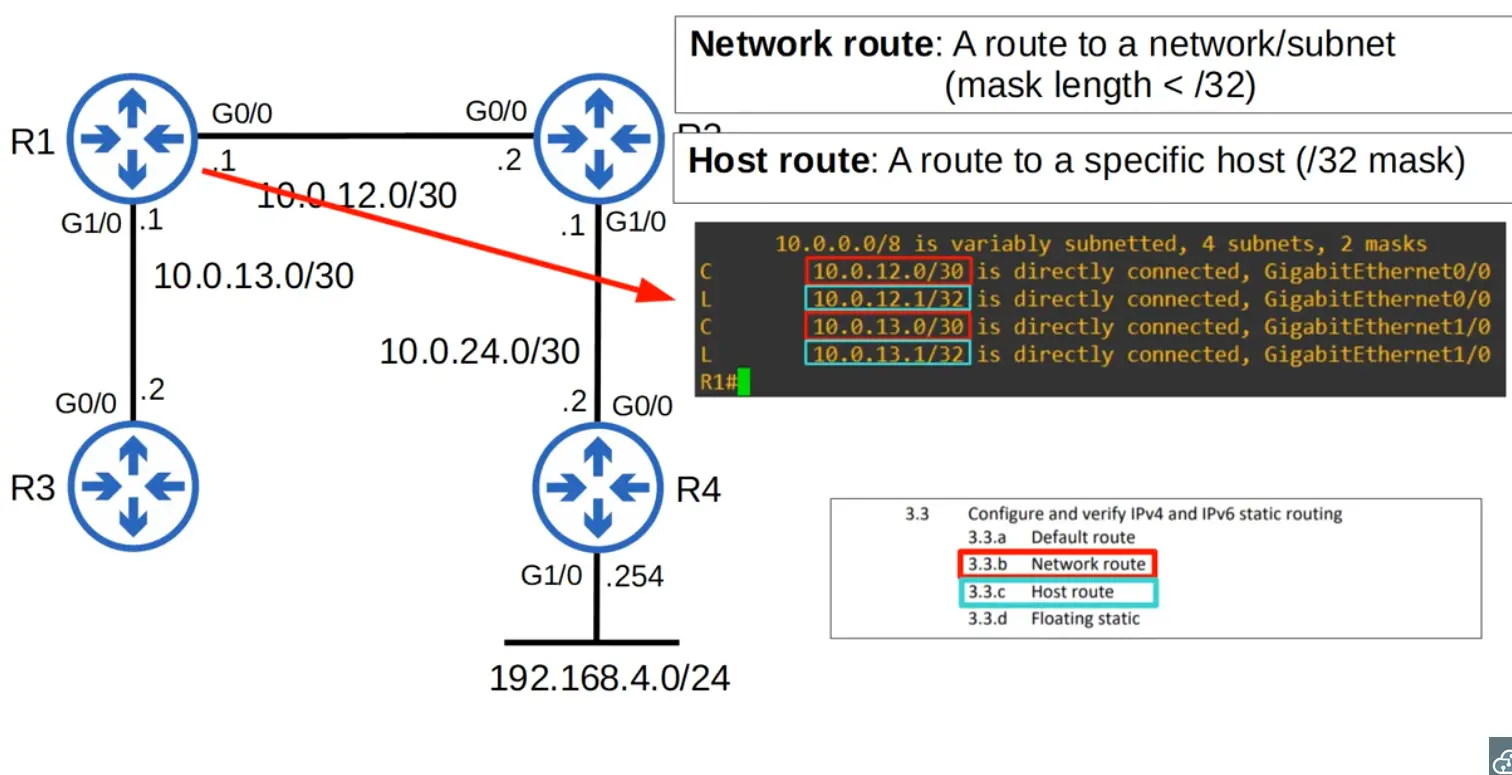 Network route: A route to a network/subnet
(mask length < /32)
Host route: A route to a specific host (/32 mask)
R1
G0/0
.1
G0/0
.2
10.0.12.0/30
G1/0
.1
.1
G1/0
10.0.13.0/30
10.0.24.0/30
G0/0
.2
.2
G0/0
R3
R4
G1/0
.254
192.168.4.0/24
10.0.0.0/8 is variably subnetted, 4 subnets, 2 masks
C 10.0.12.0/30 is directly connected, GigabitEthernet0/0
L 10.0.12.1/32 is directly connected, GigabitEthernet0/0
C 10.0.13.0/30 is directly connected, GigabitEthernet1/0
L 10.0.13.1/32 is directly connected, GigabitEthernet1/0
R1#
3.3 Configure and verify IPv4 and IPv6 static routing
3.3.a Default route
3.3.b Network route
3.3.c Host route
3.3.d Floating static